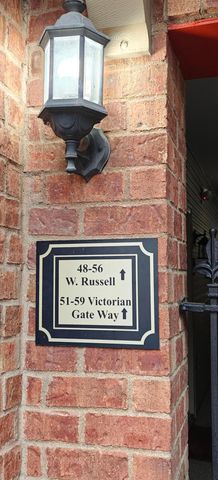 48-56
W. Russell ↑
51-59 Victorian
Gate Way ↑